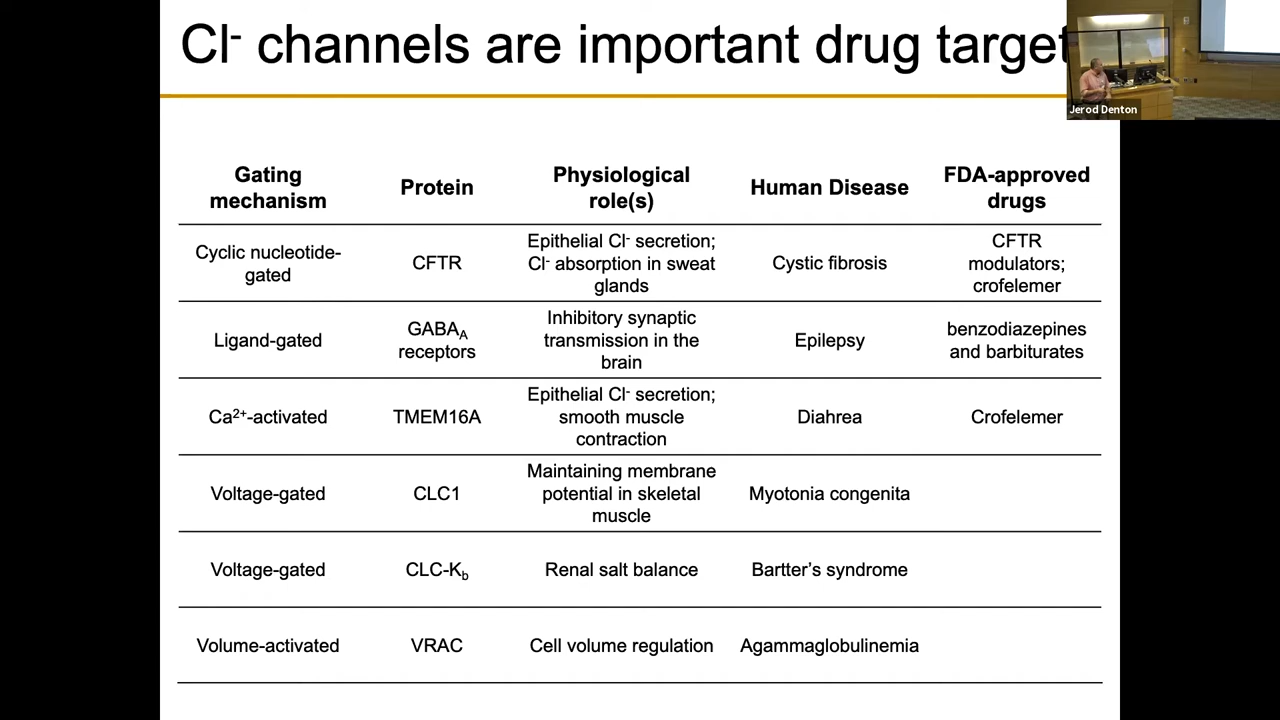 Cl- channels are important drug target
Jerod Denton
Gating
mechanism
Protein
Physiological
role(s)
Human Disease
FDA-approved
drugs
Cyclic nucleotide-
gated
CFTR
Epithelial Cl- secretion;
Cl- absorption in sweat
glands
Cystic fibrosis
CFTR
modulators;
crofelemer
Ligand-gated
GABAA
receptors
Inhibitory synaptic
transmission in the
brain
Epilepsy
benzodiazepines
and barbiturates
Ca2+-activated
TMEM16A
Epithelial Cl- secretion;
smooth muscle
contraction
Diahrea
Crofelemer
Voltage-gated
CLC1
Maintaining membrane
potential in skeletal
muscle
Myotonia congenita
Voltage-gated
CLC-Kb
Renal salt balance
Bartter’s syndrome
Volume-activated
VRAC
Cell volume regulation
Agammaglobulinemia